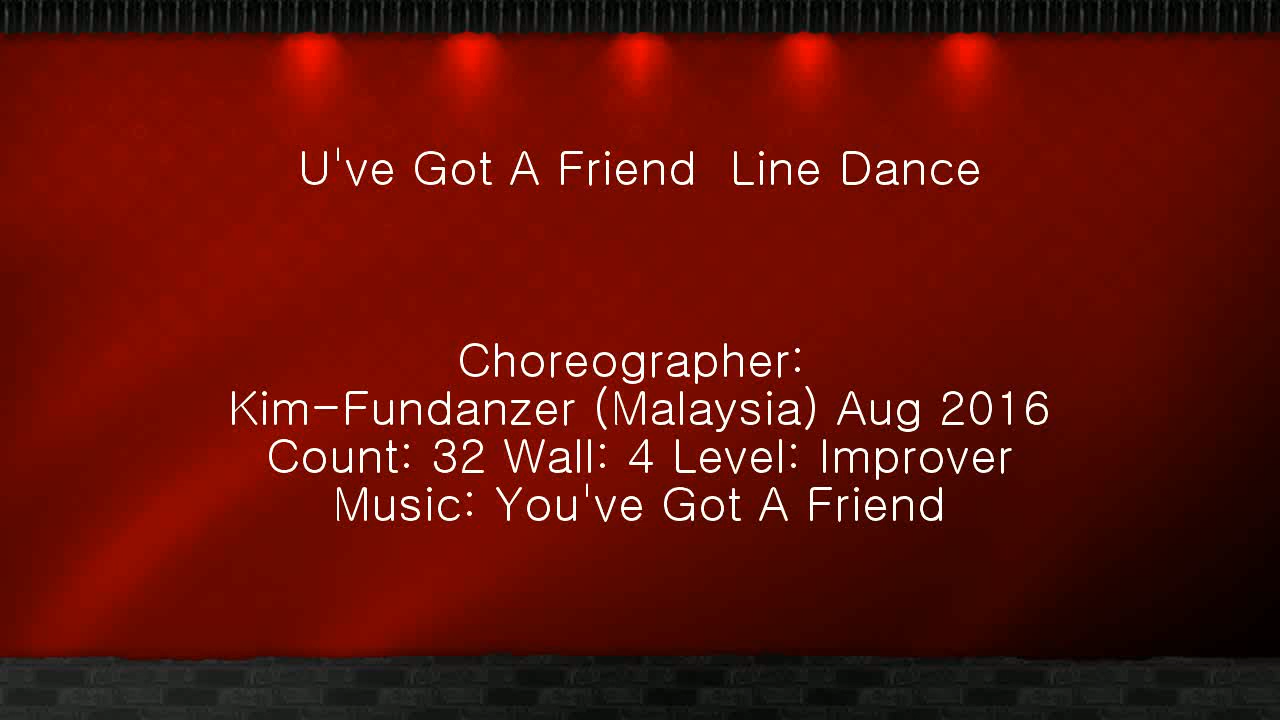 U've Got A Friend  Line Dance
Choreographer:
Kim-Fundanzer (Malaysia) Aug 2016
Count: 32 Wall: 4 Level: Improver
Music: You've Got A Friend